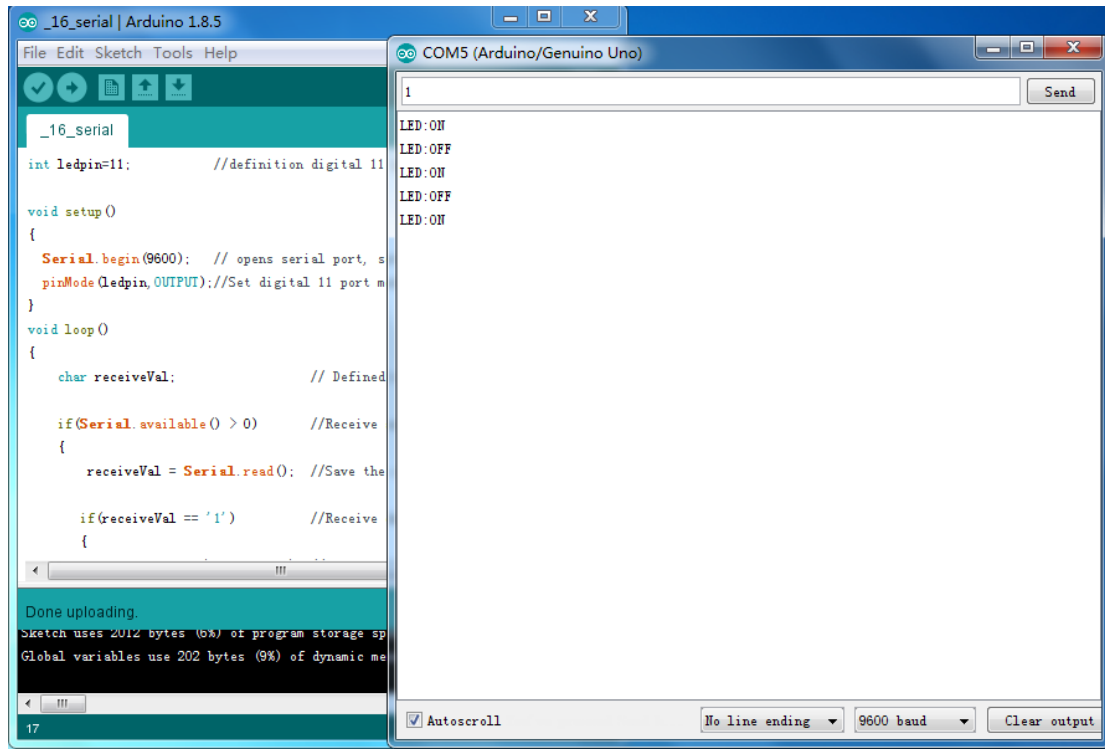 _16_serial | Arduino 1.8.5
File Edit Sketch Tools Help
_16_serial
int ledpin=11; //definition digital 11
void setup()
{
Serial.begin(9600); // opens serial port, s
pinMode(ledpin,OUTPUT);//Set digital 11 port m
}
void loop()
{
char receiveVal; // Defined
if(Serial.available() > 0) //Receive
{
receiveVal = Serial.read(); //Save the
if(receiveVal == '1') //Receive
{
Done uploading.
Sketch uses 2012 bytes (6%) of program storage sp
Global variables use 202 bytes (9%) of dynamic me
17
COM5 (Arduino/Genuino Uno)
1
Send
LED:ON
LED:OFF
LED:ON
LED:OFF
LED:ON
Autoscroll
No line ending
9600 baud
Clear output